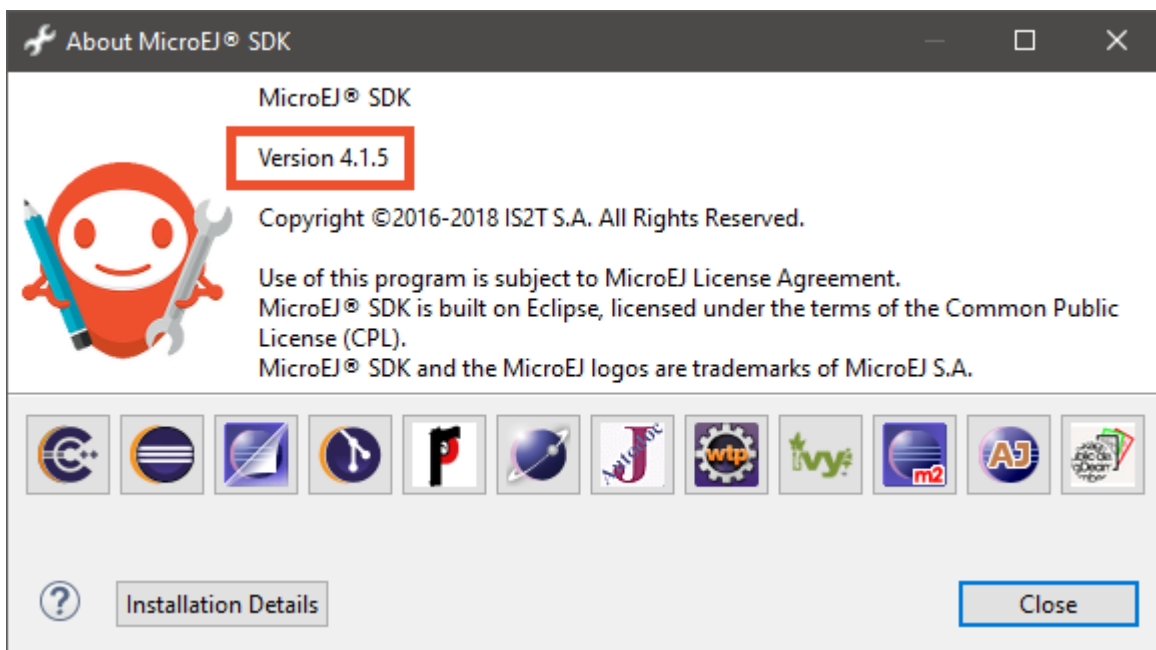 About MicroEJ® SDK
MicroEJ® SDK
Version 4.1.5
Copyright ©2016-2018 IS2T S.A. All Rights Reserved.
Use of this program is subject to MicroEJ License Agreement.
MicroEJ® SDK is built on Eclipse, licensed under the terms of the Common Public
License (CPL).
MicroEJ® SDK and the MicroEJ logos are trademarks of MicroEJ S.A.
C
Autodoc
J
wtp
ivy
m2
AJ
?
Installation Details
Close